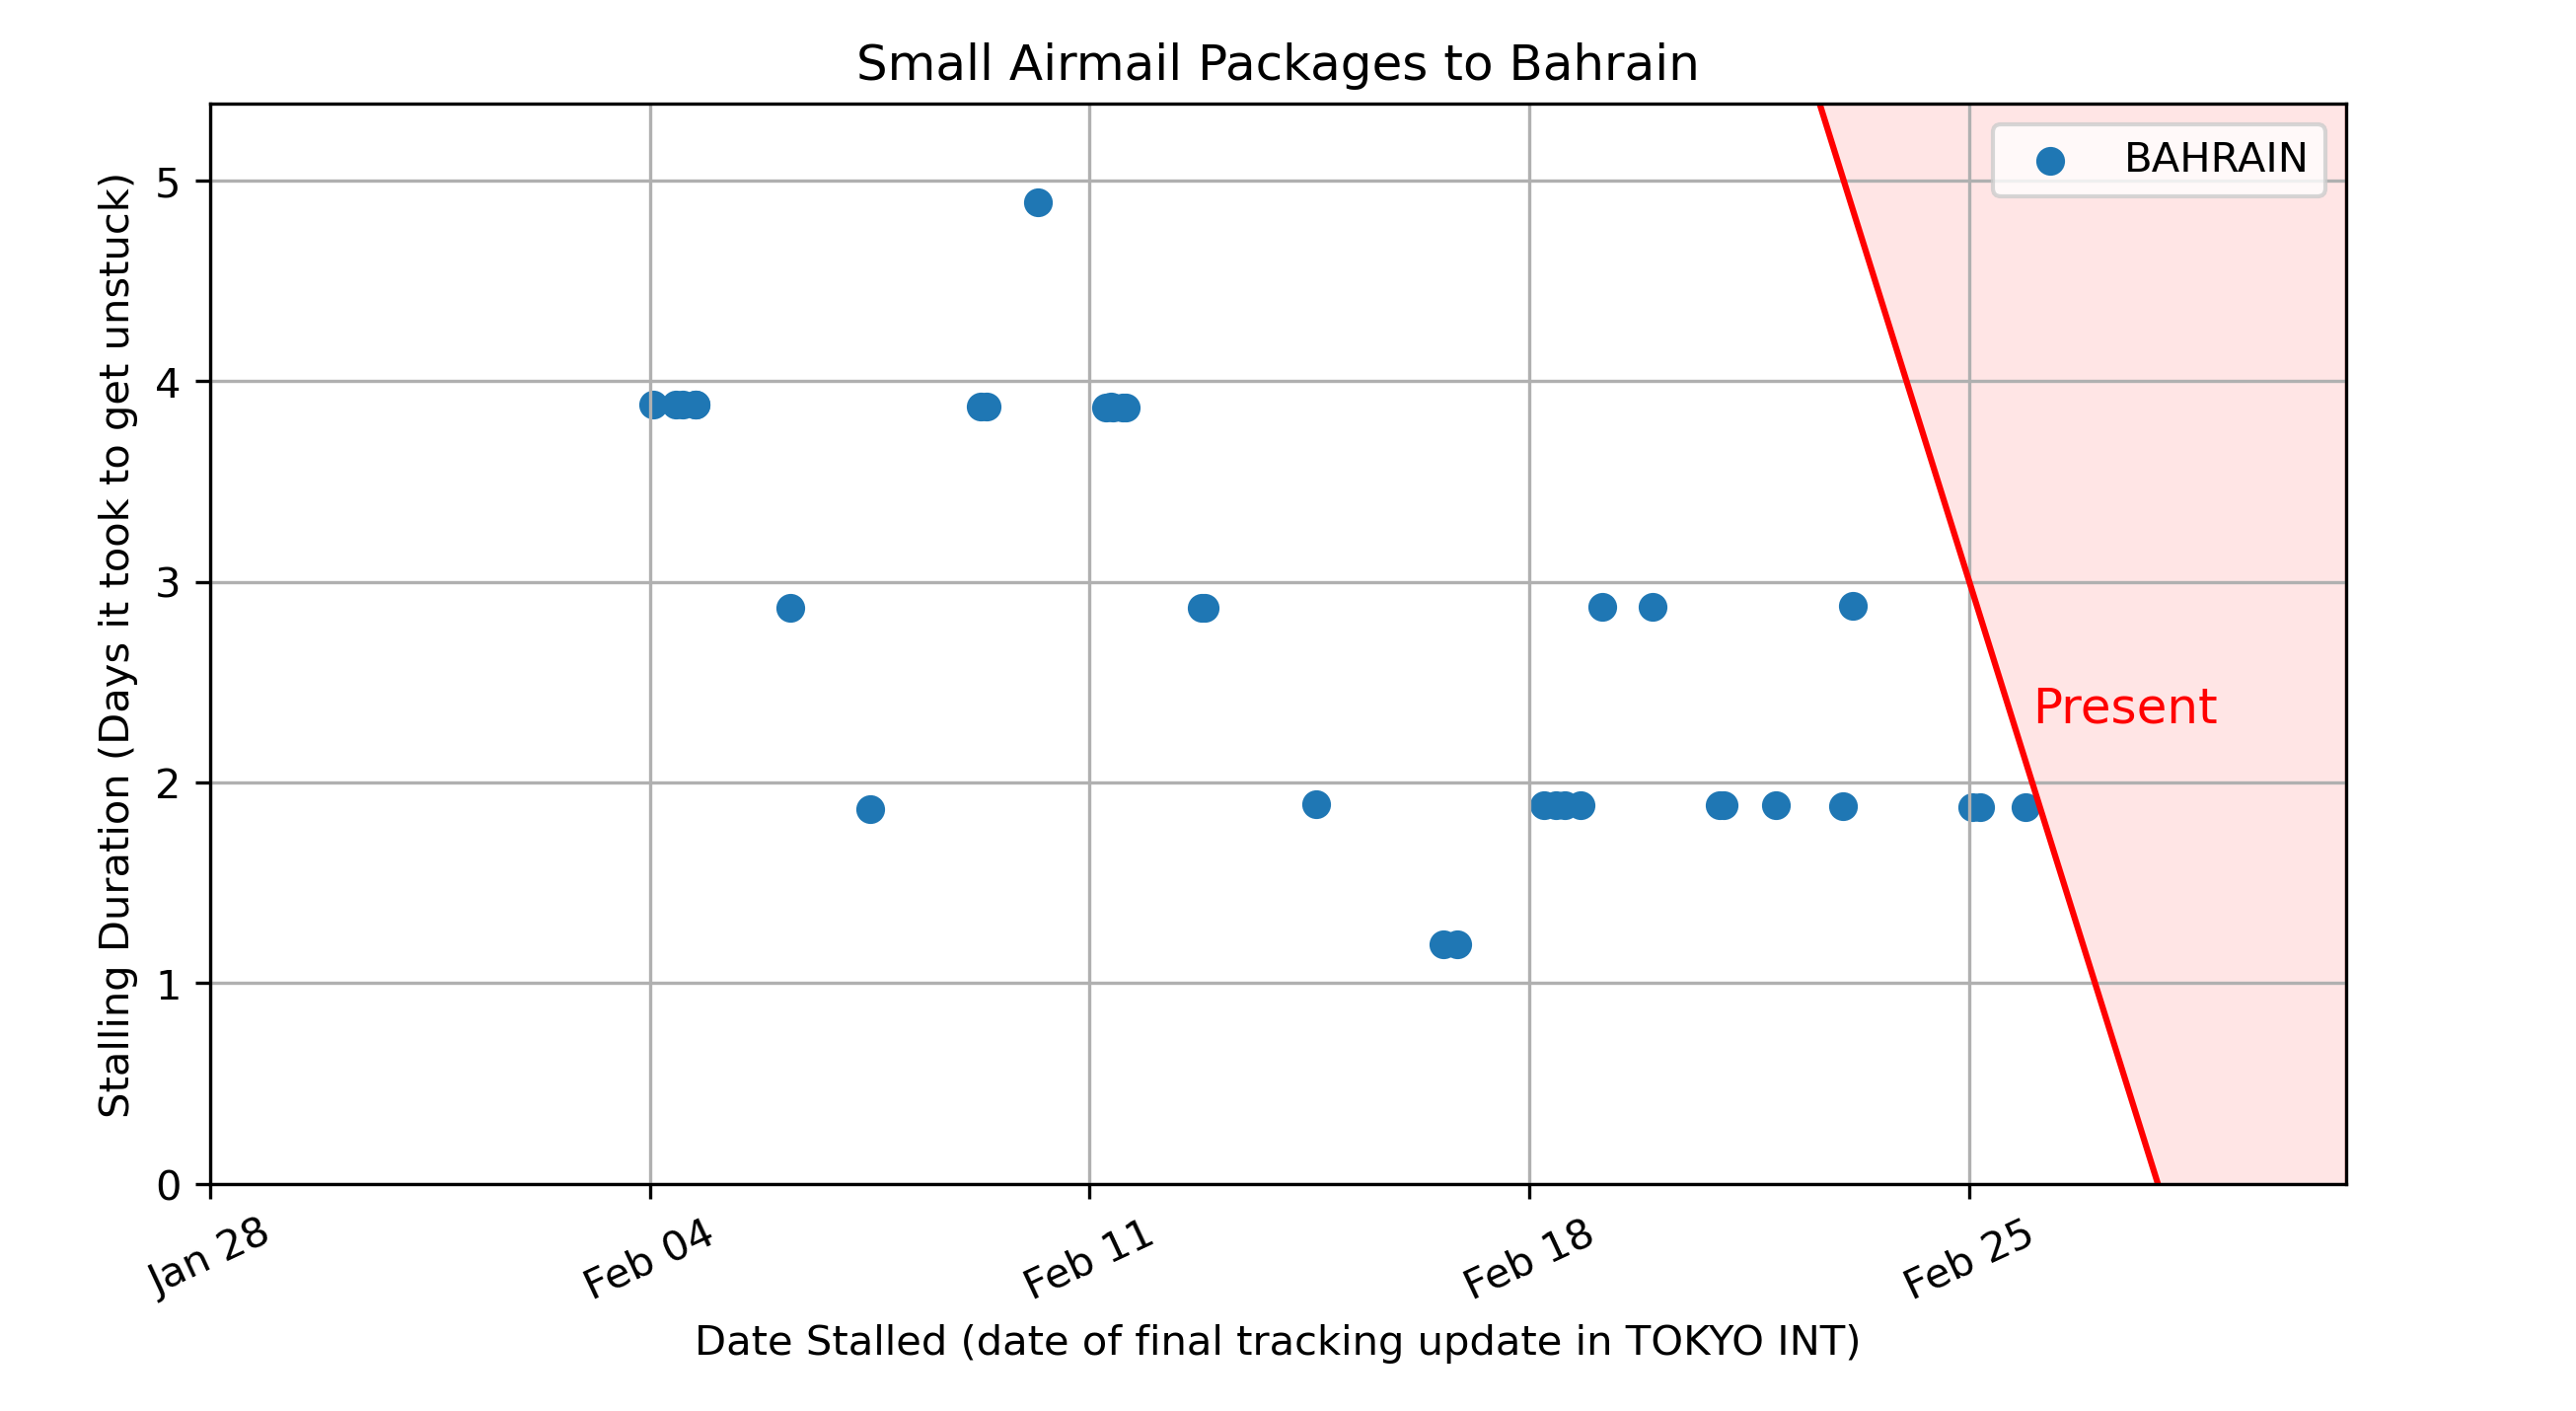 Small Airmail Packages to Bahrain
BAHRAIN
Stalling Duration (Days it took to get unstuck)
5
4
3
2
1
0
Present
Jan 28
Feb 04
Feb 11
Feb 18
Feb 25
Date Stalled (date of final tracking update in TOKYO INT)